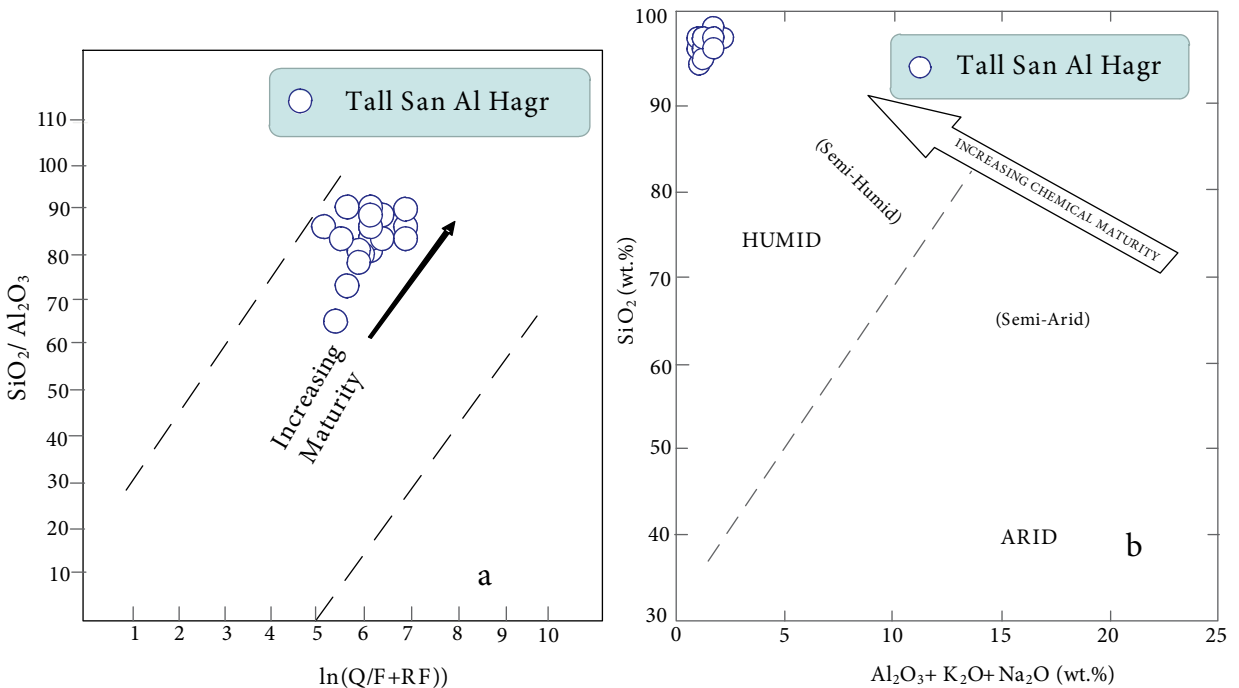 Tall San Al Hagr
110
100
90
80
70
60
50
40
30
20
10
SiO₂/ Al₂O₃
Increasing
Maturity
a
1 2 3 4 5 6 7 8 9 10
ln(Q/F+RF))
100
90
80
70
60
50
40
30
SiO₂ (wt.%)
Tall San Al Hagr
INCREASING CHEMICAL MATURITY
(Semi-Humid)
HUMID
(Semi-Arid)
ARID
b
0 5 10 15 20 25
Al₂O₃+ K₂O+ Na₂O (wt.%)